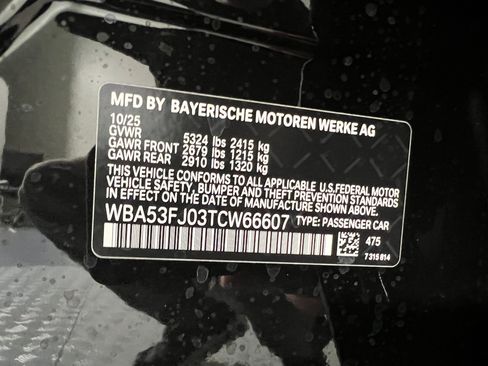 MFD BY BAYERISCHE MOTOREN WERKE AG
10/25
GVWR 5324 lbs 2415 kg
GAWR FRONT 2679 lbs 1215 kg
GAWR REAR 2910 lbs 1320 kg
THIS VEHICLE CONFORMS TO ALL APPLICABLE U.S.FEDERAL MOTOR
VEHICLE SAFETY, BUMPER, AND THEFT PREVENTION STANDARDS
IN EFFECT ON THE DATE OF MANUFACTURE SHOWN ABOVE.
WBA53FJ03TCW66607 TYPE: PASSENGER CAR
475
7 315 814